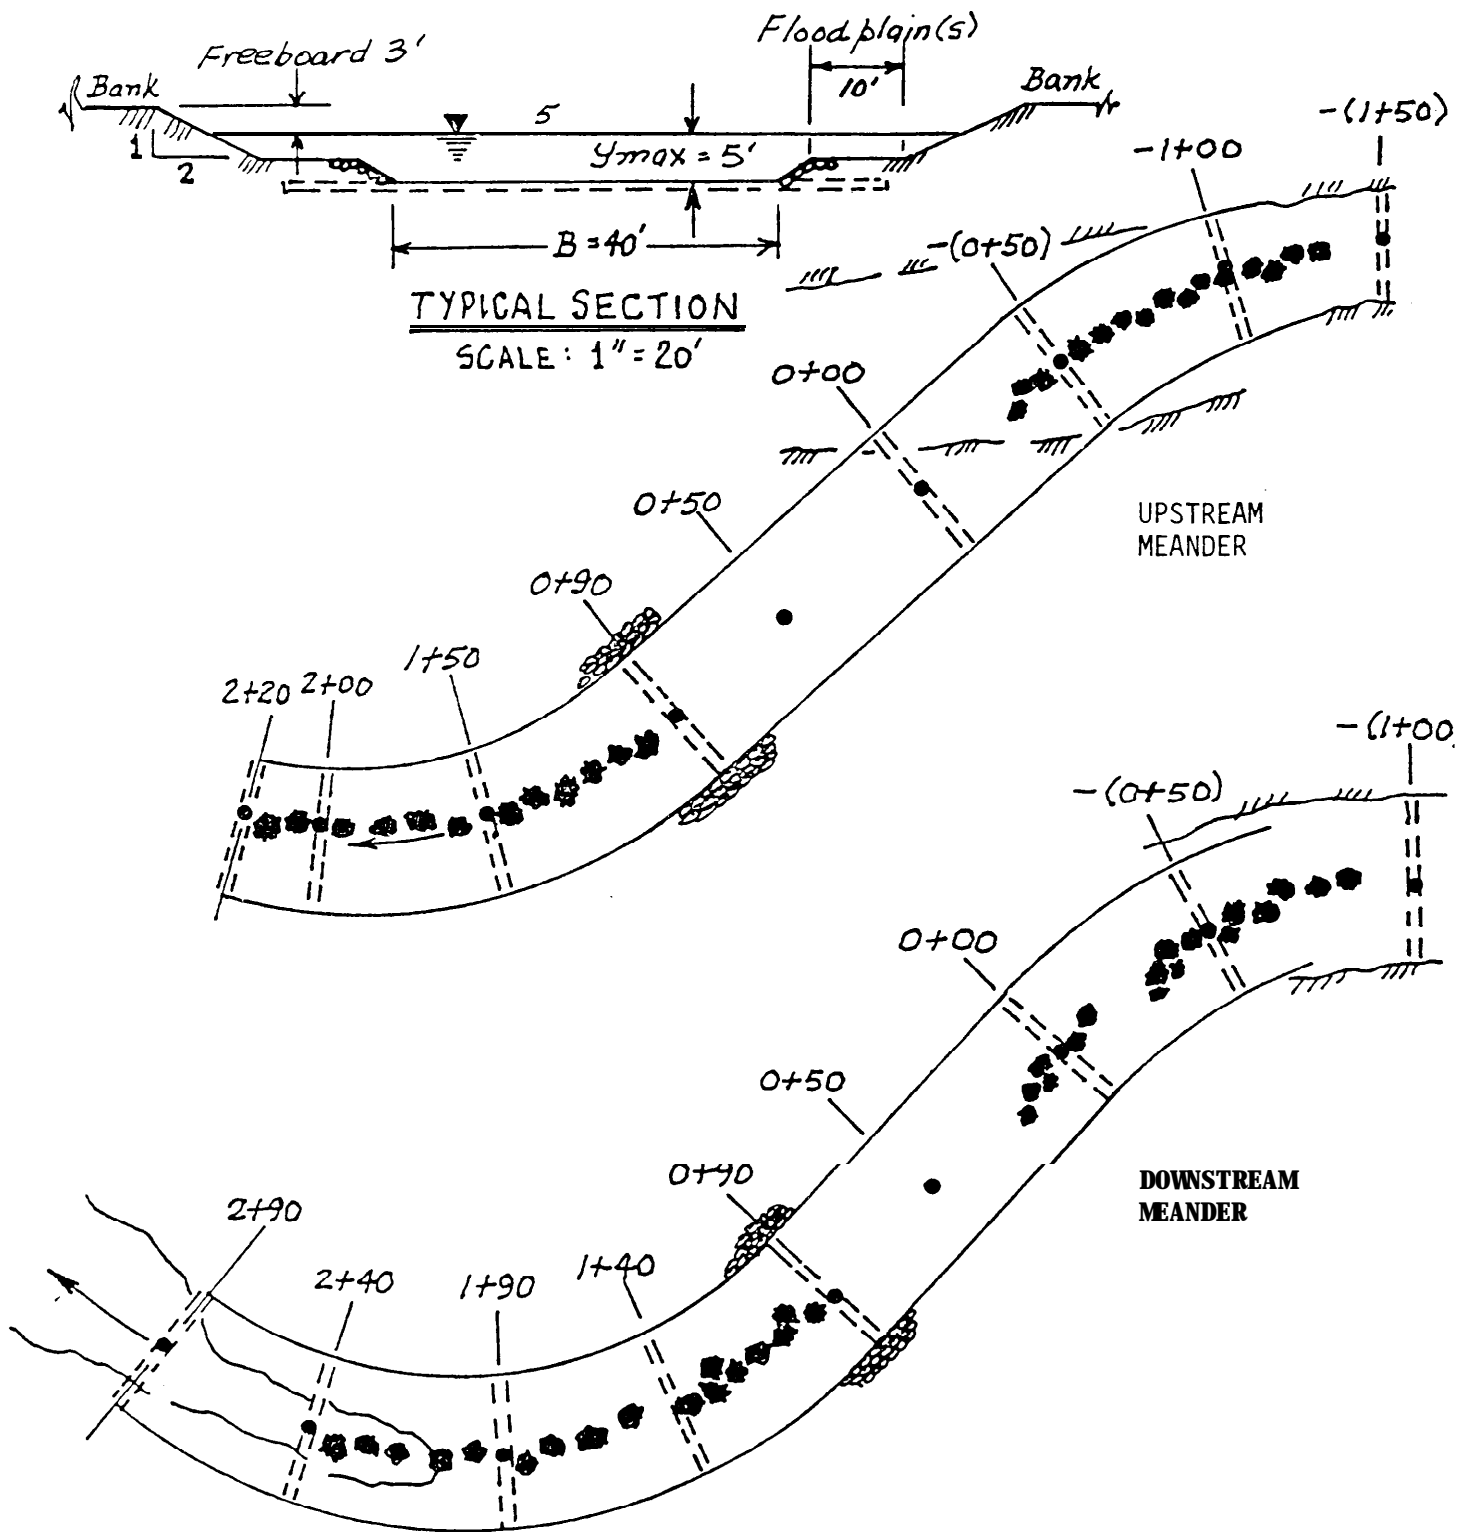 Flood plain(s)
Freeboard 3'
10'
Bank
Bank
5
1
2
ymax = 5'
B = 40'
TYPICAL SECTION
SCALE: 1" = 20'
-(1+50)
-1+00
-(0+50)
0+00
0+50
0+90
1+50
2+00
2+20
UPSTREAM
MEANDER
-(1+00
-(0+50)
0+00
0+50
0+90
1+40
1+90
2+40
2+90
DOWNSTREAM
MEANDER